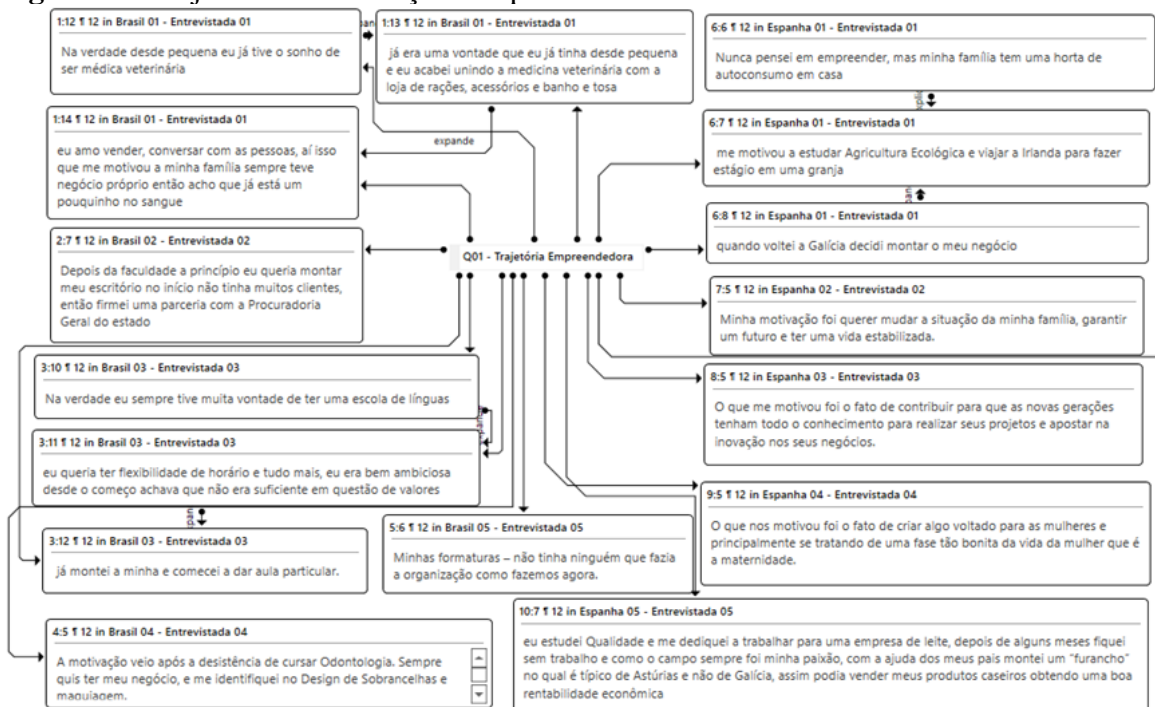 1:12 ¶ 12 in Brasil 01 - Entrevistada 01
Na verdade desde pequena eu já tive o sonho de
ser médica veterinária
1:13 ¶ 12 in Brasil 01 - Entrevistada 01
já era uma vontade que eu já tinha desde pequena
e eu acabei unindo a medicina veterinária com a
loja de rações, acessórios e banho e tosa
6:6 ¶ 12 in Espanha 01 - Entrevistada 01
Nunca pensei em empreender, mas minha família tem uma horta de
autoconsumo em casa
1:14 ¶ 12 in Brasil 01 - Entrevistada 01
eu amo vender, conversar com as pessoas, aí isso
que me motivou a minha família sempre teve
negócio próprio então acho que já está um
pouquinho no sangue
expande
6:7 ¶ 12 in Espanha 01 - Entrevistada 01
me motivou a estudar Agricultura Ecológica e viajar a Irlanda para fazer
estágio em uma granja
6:8 ¶ 12 in Espanha 01 - Entrevistada 01
quando voltei a Galícia decidi montar o meu negócio
2:7 ¶ 12 in Brasil 02 - Entrevistada 02
Depois da faculdade a princípio eu queria montar
meu escritório no início não tinha muitos clientes,
então firmei uma parceria com a Procuradoria
Geral do estado
Q01 - Trajetória Empreendedora
7:5 ¶ 12 in Espanha 02 - Entrevistada 02
Minha motivação foi querer mudar a situação da minha família, garantir
um futuro e ter uma vida estabilizada.
3:10 ¶ 12 in Brasil 03 - Entrevistada 03
Na verdade eu sempre tive muita vontade de ter uma escola de línguas
8:5 ¶ 12 in Espanha 03 - Entrevistada 03
O que me motivou foi o fato de contribuir para que as novas gerações
tenham todo o conhecimento para realizar seus projetos e apostar na
inovação nos seus negócios.
3:11 ¶ 12 in Brasil 03 - Entrevistada 03
eu queria ter flexibilidade de horário e tudo mais, eu era bem ambiciosa
desde o começo achava que não era suficiente em questão de valores
9:5 ¶ 12 in Espanha 04 - Entrevistada 04
O que nos motivou foi o fato de criar algo voltado para as mulheres e
principalmente se tratando de uma fase tão bonita da vida da mulher que é
a maternidade.
3:12 ¶ 12 in Brasil 03 - Entrevistada 03
já montei a minha e comecei a dar aula particular.
5:6 ¶ 12 in Brasil 05 - Entrevistada 05
Minhas formaturas – não tinha ninguém que fazia
a organização como fazemos agora.
4:5 ¶ 12 in Brasil 04 - Entrevistada 04
A motivação veio após a desistência de cursar Odontologia. Sempre
quis ter meu negócio, e me identifiquei no Design de Sobrancelhas e
maquiagem.
10:7 ¶ 12 in Espanha 05 - Entrevistada 05
eu estudei Qualidade e me dediquei a trabalhar para uma empresa de leite, depois de alguns meses fiquei
sem trabalho e como o campo sempre foi minha paixão, com a ajuda dos meus pais montei um "furancho"
no qual é típico de Astúrias e não de Galícia, assim podia vender meus produtos caseiros obtendo uma boa
rentabilidade econômica